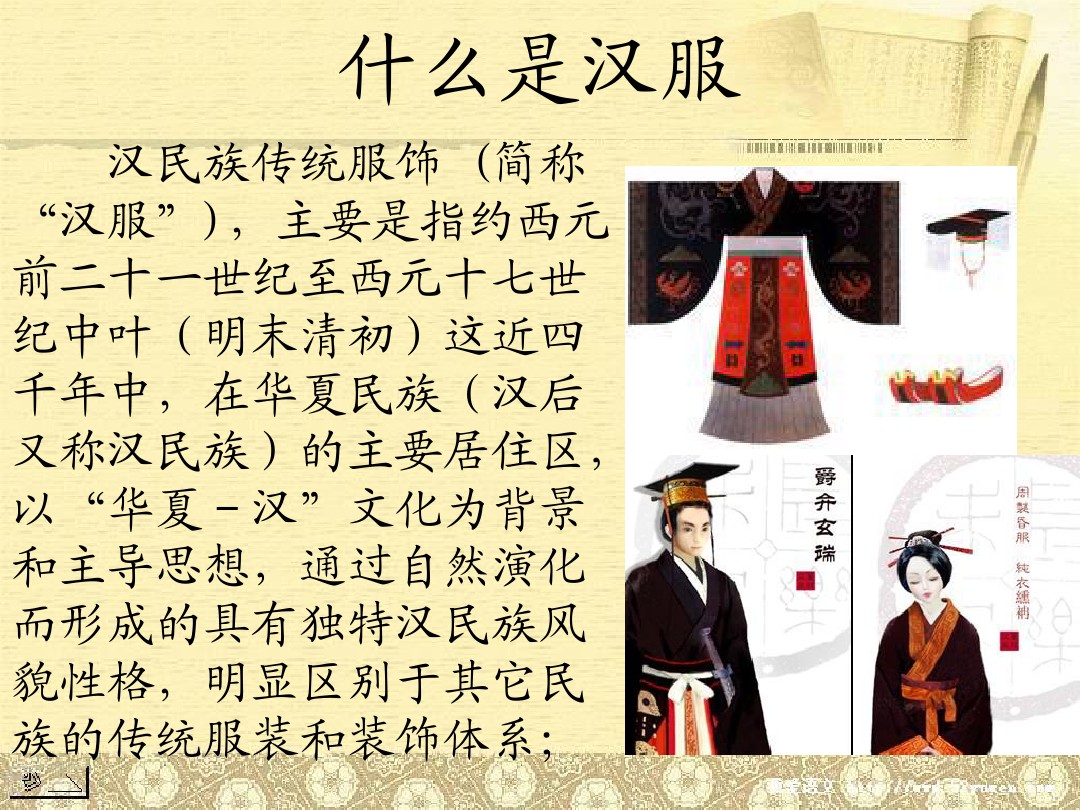 什么是汉服
汉民族传统服饰 (简称
“汉服”)，主要是指约西元
前二十一世纪至西元十七世
纪中叶（明末清初）这近四
千年中，在华夏民族（汉后
又称汉民族）的主要居住区，
以“华夏－汉”文化为背景
和主导思想，通过自然演化
而形成的具有独特汉民族风
貌性格，明显区别于其它民
族的传统服装和装饰体系；
爵弁玄端
周製昏服 純衣纁袡